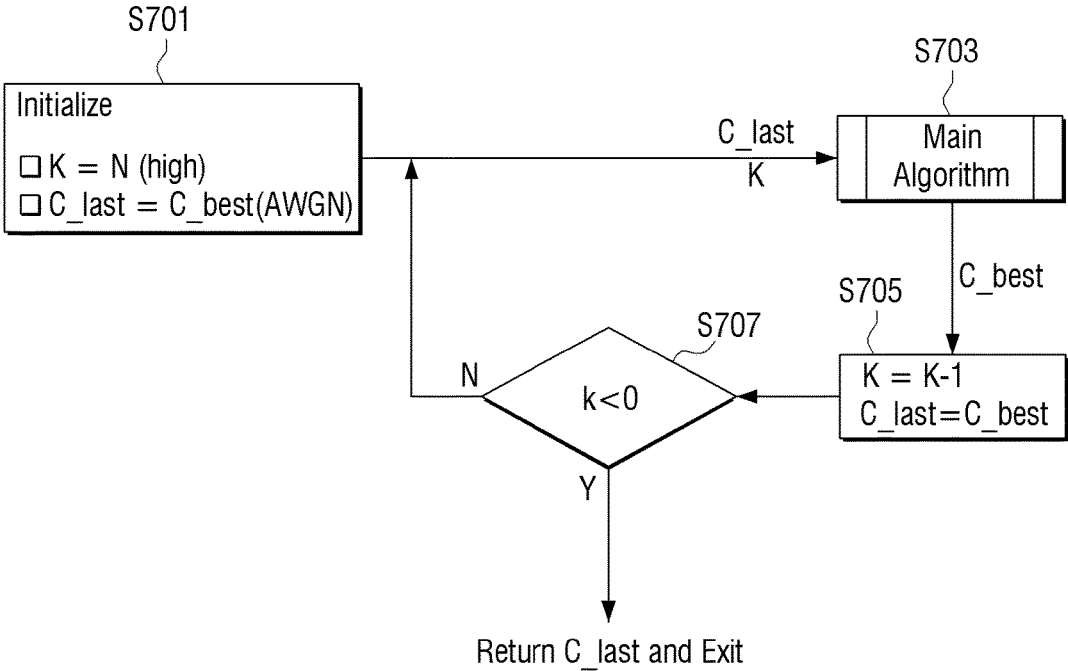 S701
Initialize
❑ K = N (high)
❑ C_last = C_best(AWGN)
C_last
K
S703
Main
Algorithm
C_best
S705
K = K-1
C_last=C_best
S707
k<0
N
Y
Return C_last and Exit